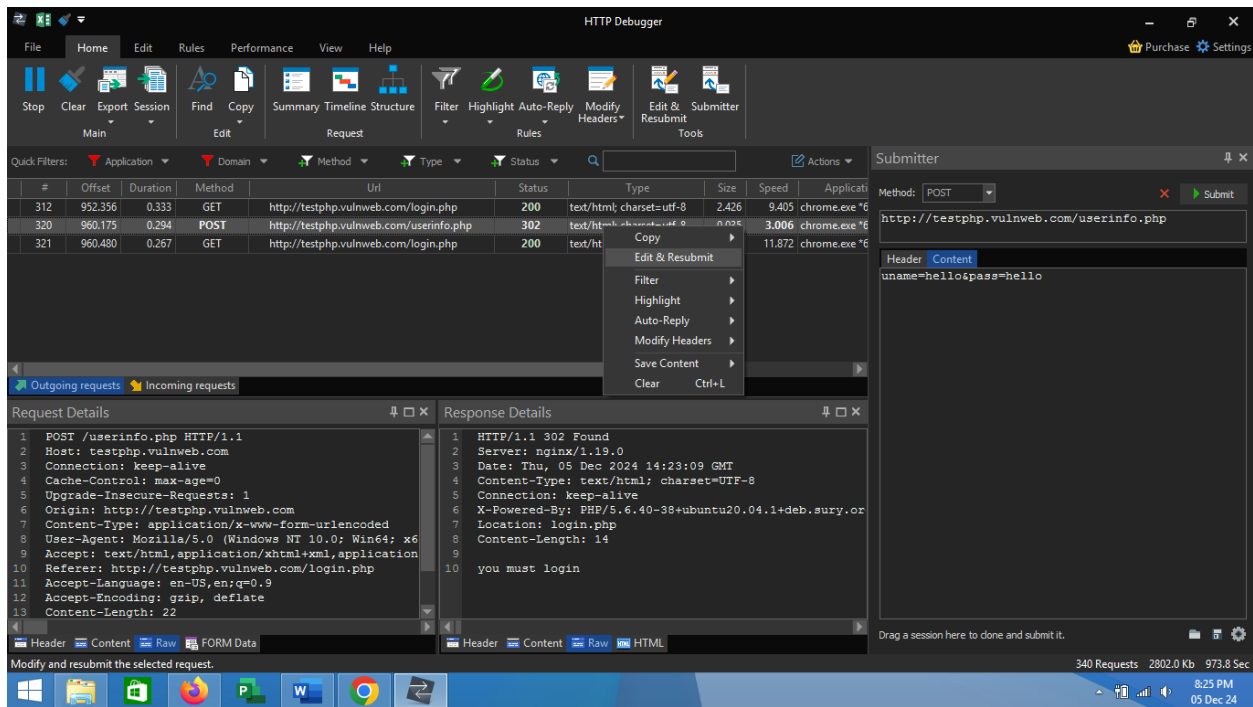 HTTP Debugger
File Home Edit Rules Performance View Help Purchase Settings
Stop Clear Export Session Find Copy Summary Timeline Structure Filter Highlight Auto-Reply Modify Headers Edit & Resubmit Submitter
Main Edit Request Rules Tools
Quick Filters: Application Domain Method Type Status Actions
# Offset Duration Method Url Status Type Size Speed Applicati
312 952.356 0.333 GET http://testphp.vulnweb.com/login.php 200 text/html; charset=utf-8 2.426 9.405 chrome.exe *6
320 960.175 0.294 POST http://testphp.vulnweb.com/userinfo.php 302 text/html; charset=utf-8 0.035 3.006 chrome.exe *6
321 960.480 0.267 GET http://testphp.vulnweb.com/login.php 200 text/ht 11.872 chrome.exe *6
Copy
Edit & Resubmit
Filter
Highlight
Auto-Reply
Modify Headers
Save Content
Clear Ctrl+L
Outgoing requests Incoming requests
Submitter
Method: POST Submit
http://testphp.vulnweb.com/userinfo.php
Header Content
uname=hello&pass=hello
Drag a session here to clone and submit it.
Request Details
1 POST /userinfo.php HTTP/1.1
2 Host: testphp.vulnweb.com
3 Connection: keep-alive
4 Cache-Control: max-age=0
5 Upgrade-Insecure-Requests: 1
6 Origin: http://testphp.vulnweb.com
7 Content-Type: application/x-www-form-urlencoded
8 User-Agent: Mozilla/5.0 (Windows NT 10.0; Win64; x6
9 Accept: text/html,application/xhtml+xml,application
10 Referer: http://testphp.vulnweb.com/login.php
11 Accept-Language: en-US,en;q=0.9
12 Accept-Encoding: gzip, deflate
13 Content-Length: 22
Header Content Raw FORM Data
Response Details
1 HTTP/1.1 302 Found
2 Server: nginx/1.19.0
3 Date: Thu, 05 Dec 2024 14:23:09 GMT
4 Content-Type: text/html; charset=UTF-8
5 Connection: keep-alive
6 X-Powered-By: PHP/5.6.40-38+ubuntu20.04.1+deb.sury.or
7 Location: login.php
8 Content-Length: 14
9
10 you must login
Header Content Raw HTML
Modify and resubmit the selected request.
340 Requests 2802.0 Kb 973.8 Sec
8:25 PM
05 Dec 24